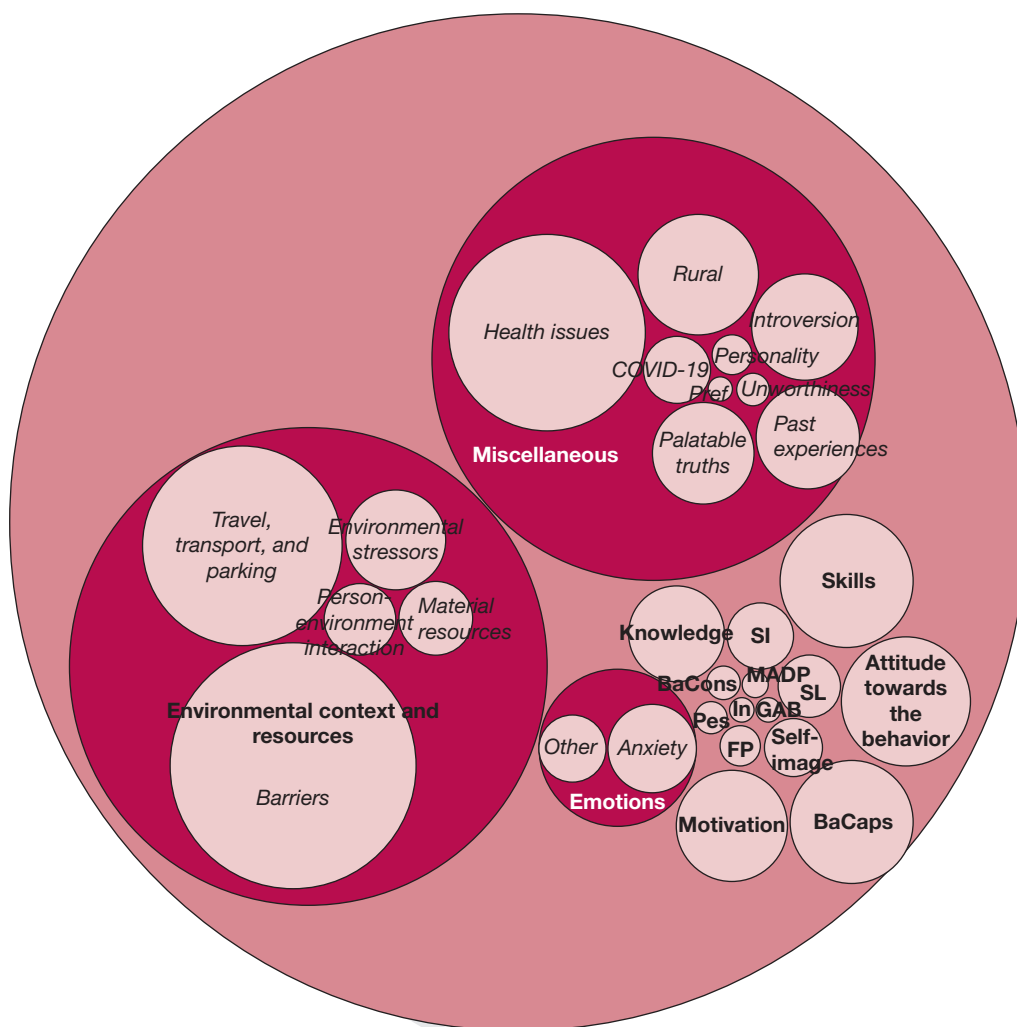 Rural
Health issues
Introversion
COVID-19
Personality
Pref
Unworthiness
Miscellaneous
Palatable
truths
Past
experiences
Travel,
transport, and
parking
Environmental
stressors
Person-
environment
interaction
Material
resources
Environmental context and
resources
Barriers
Skills
Knowledge
SI
BaCons
MADP
SL
Attitude
towards
the
behavior
Pes
In
GAB
FP
Self-
image
Other
Anxiety
Emotions
Motivation
BaCaps